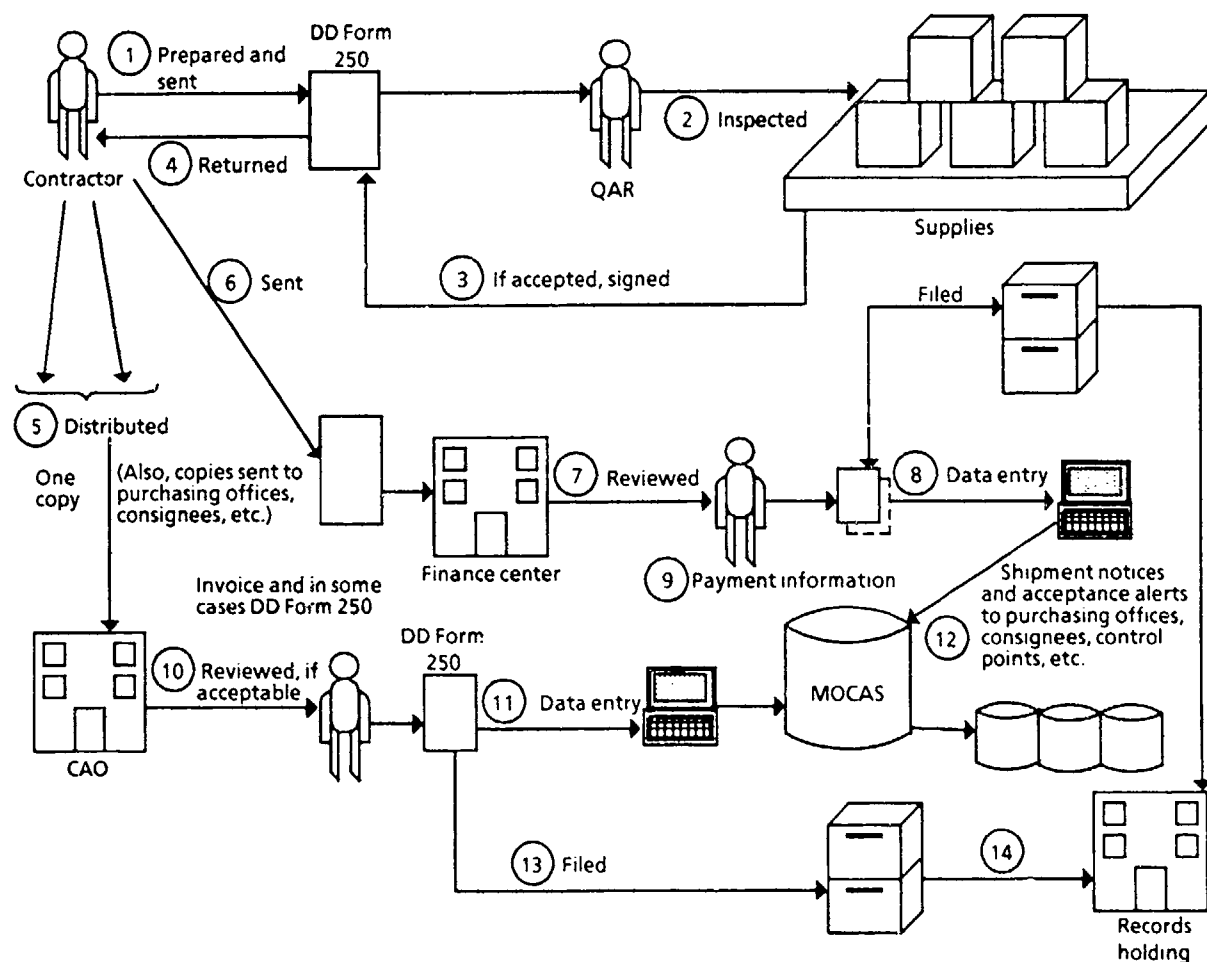 DD Form
250
1 Prepared and
sent
2 Inspected
4 Returned
Contractor
QAR
Supplies
3 If accepted, signed
6 Sent
Filed
5 Distributed
One
copy
(Also, copies sent to
purchasing offices,
consignees, etc.)
7 Reviewed
8 Data entry
Finance center
9 Payment information
Invoice and in some
cases DD Form 250
Shipment notices
and acceptance alerts
to purchasing offices,
consignees, control
points, etc.
12
DD Form
250
10 Reviewed, if
acceptable
11 Data entry
MOCAS
CAO
13 Filed
14
Records
holding